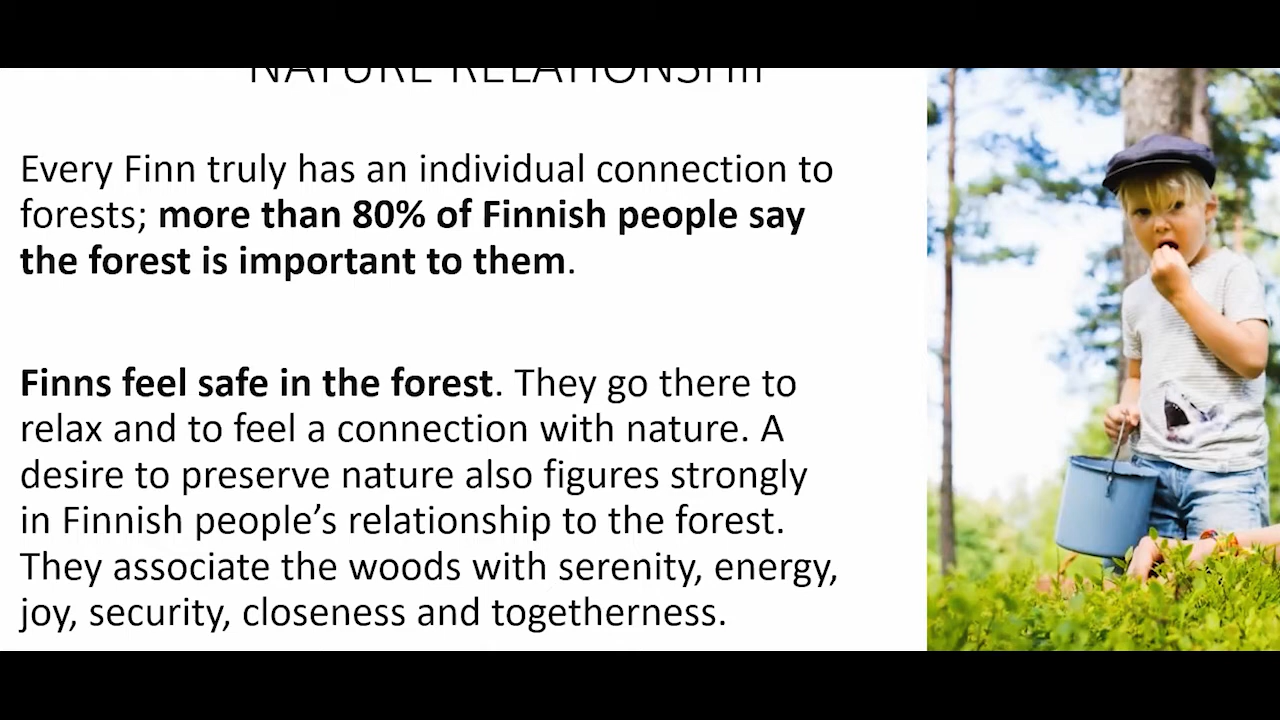 NATURE RELATIONSHIP
Every Finn truly has an individual connection to
forests; more than 80% of Finnish people say
the forest is important to them.
Finns feel safe in the forest. They go there to
relax and to feel a connection with nature. A
desire to preserve nature also figures strongly
in Finnish people’s relationship to the forest.
They associate the woods with serenity, energy,
joy, security, closeness and togetherness.